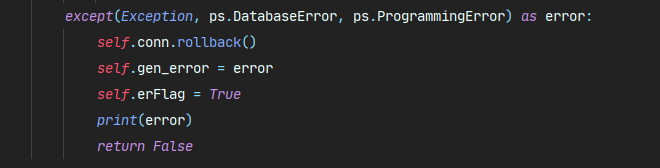 except(Exception, ps.DatabaseError, ps.ProgrammingError) as error:
self.conn.rollback()
self.gen_error = error
self.erFlag = True
print(error)
return False